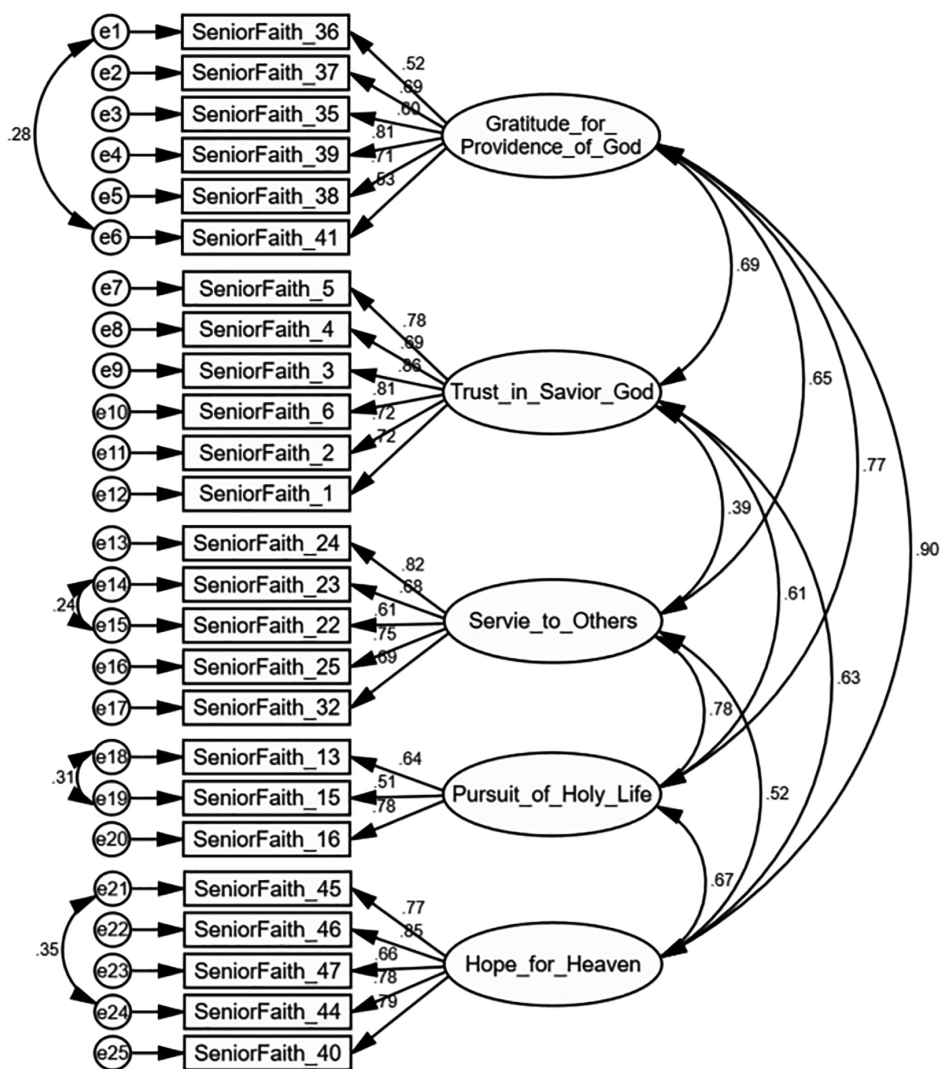 e1 SeniorFaith_36
e2 SeniorFaith_37
e3 SeniorFaith_35
e4 SeniorFaith_39
e5 SeniorFaith_38
e6 SeniorFaith_41
.28
.52
.69
.60
.81
.71
.53
Gratitude_for_
Providence_of_God
e7 SeniorFaith_5
e8 SeniorFaith_4
e9 SeniorFaith_3
e10 SeniorFaith_6
e11 SeniorFaith_2
e12 SeniorFaith_1
.78
.69
.86
.81
.72
.72
Trust_in_Savior_God
e13 SeniorFaith_24
e14 SeniorFaith_23
e15 SeniorFaith_22
e16 SeniorFaith_25
e17 SeniorFaith_32
.24
.82
.68
.61
.75
.69
Servie_to_Others
e18 SeniorFaith_13
e19 SeniorFaith_15
e20 SeniorFaith_16
.31
.64
.51
.78
Pursuit_of_Holy_Life
e21 SeniorFaith_45
e22 SeniorFaith_46
e23 SeniorFaith_47
e24 SeniorFaith_44
e25 SeniorFaith_40
.35
.77
.85
.66
.78
.79
Hope_for_Heaven
.69
.65
.77
.90
.39
.61
.63
.78
.52
.67